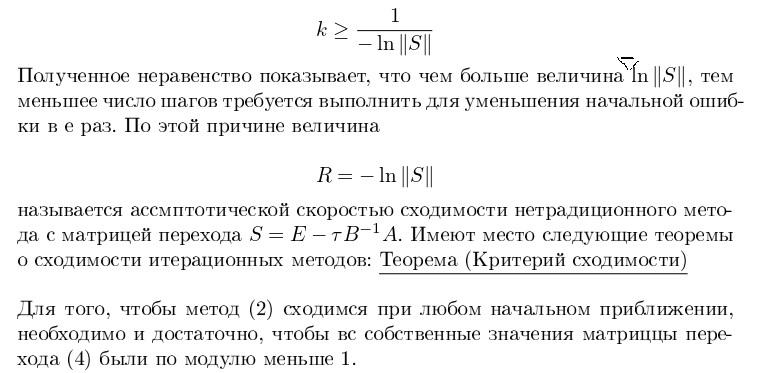 k ≥ 1 / (− ln ‖S‖)
Полученное неравенство показывает, что чем больше величина ln ‖S‖, тем
меньшее число шагов требуется выполнить для уменьшения начальной ошиб-
ки в е раз. По этой причине величина
R = − ln ‖S‖
называется ассмптотической скоростью сходимости нетрадиционного мето-
да с матрицей перехода S = E − τB⁻¹A. Имеют место следующие теоремы
о сходимости итерационных методов: Теорема (Критерий сходимости)
Для того, чтобы метод (2) сходимся при любом начальном приближении,
необходимо и достаточно, чтобы вс собственные значения матриццы пере-
хода (4) были по модулю меньше 1.